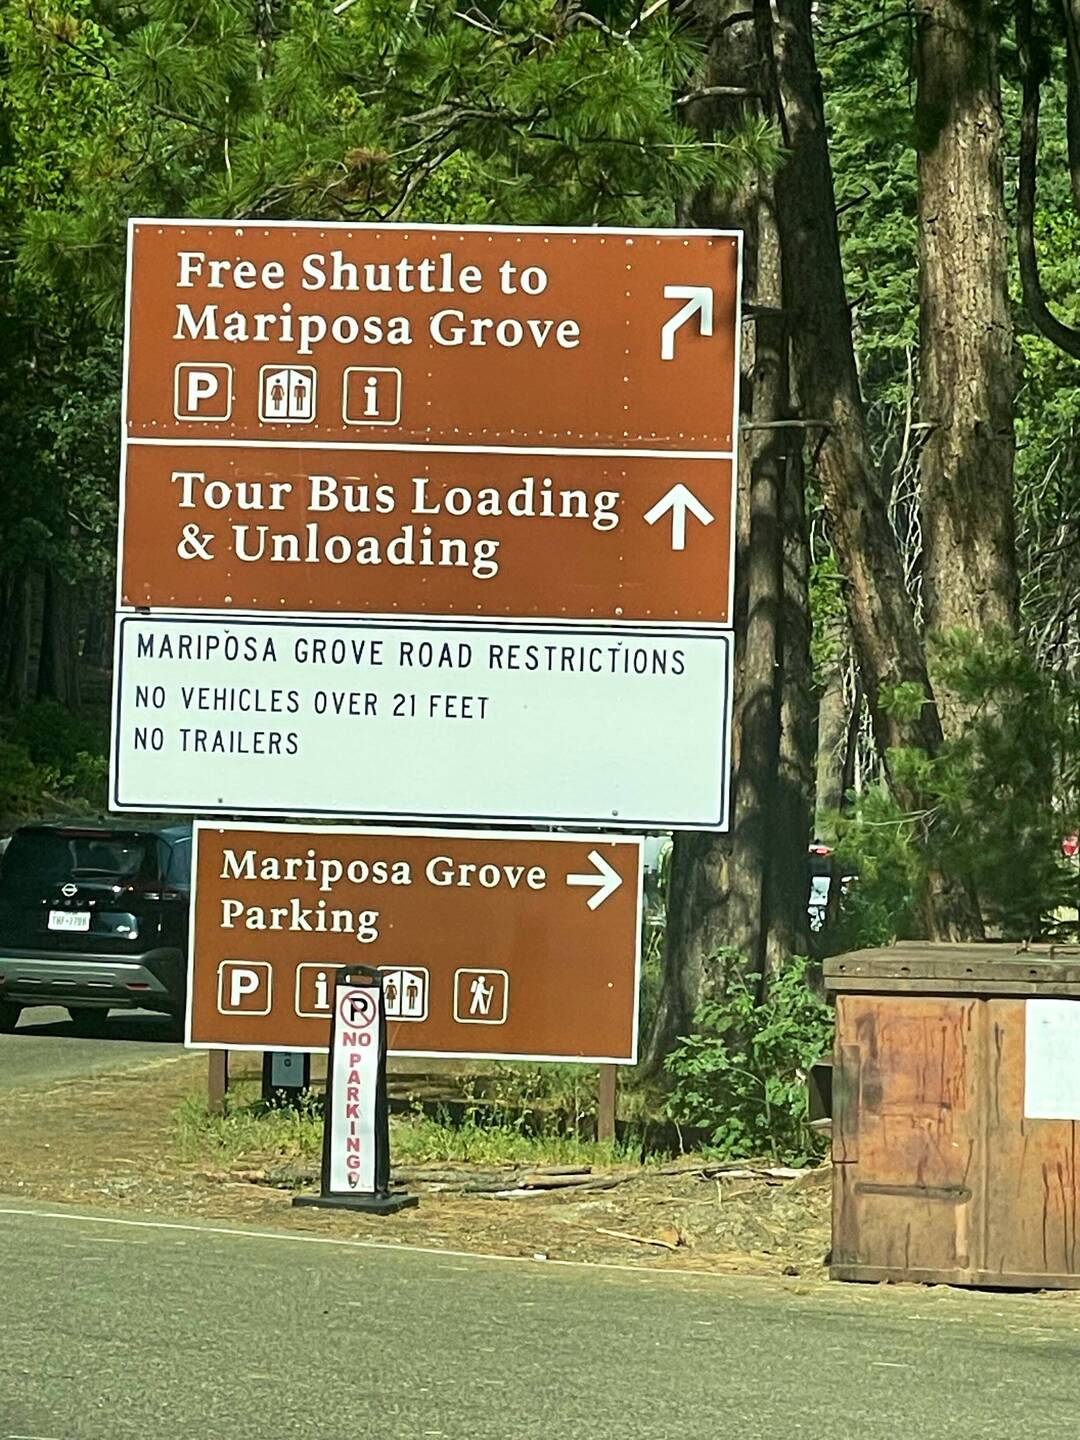 Free Shuttle to
Mariposa Grove
P i
Tour Bus Loading
& Unloading
MARIPOSA GROVE ROAD RESTRICTIONS
NO VEHICLES OVER 21 FEET
NO TRAILERS
Mariposa Grove
Parking
P i
P
NO
PARKING